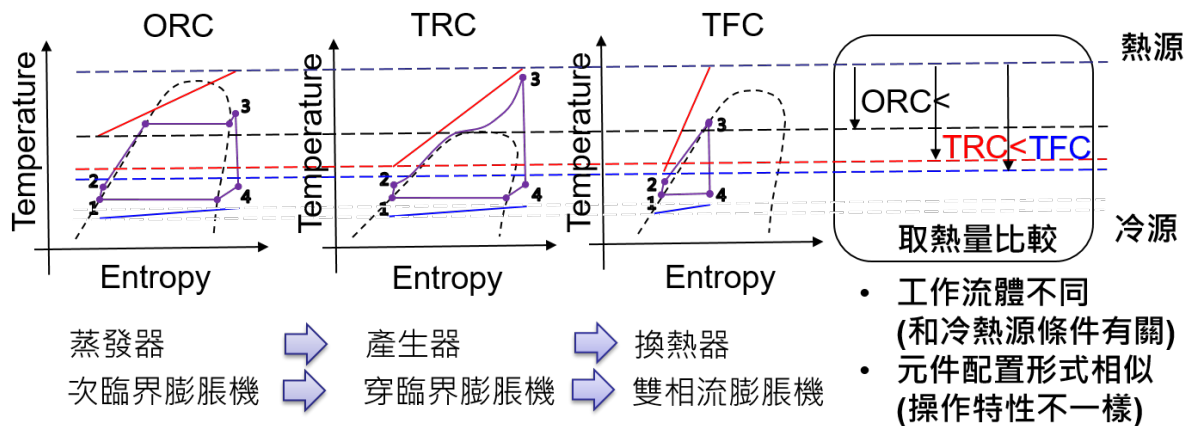 ORC
TRC
TFC
熱源
Temperature
3
2
1
4
Entropy
Temperature
3
2
1
4
Entropy
Temperature
3
2
1
4
Entropy
ORC<
TRC<TFC
取熱量比較
冷源
• 工作流體不同
(和冷熱源條件有關)
• 元件配置形式相似
(操作特性不一樣)
蒸發器 產生器 換熱器
次臨界膨脹機 穿臨界膨脹機 雙相流膨脹機